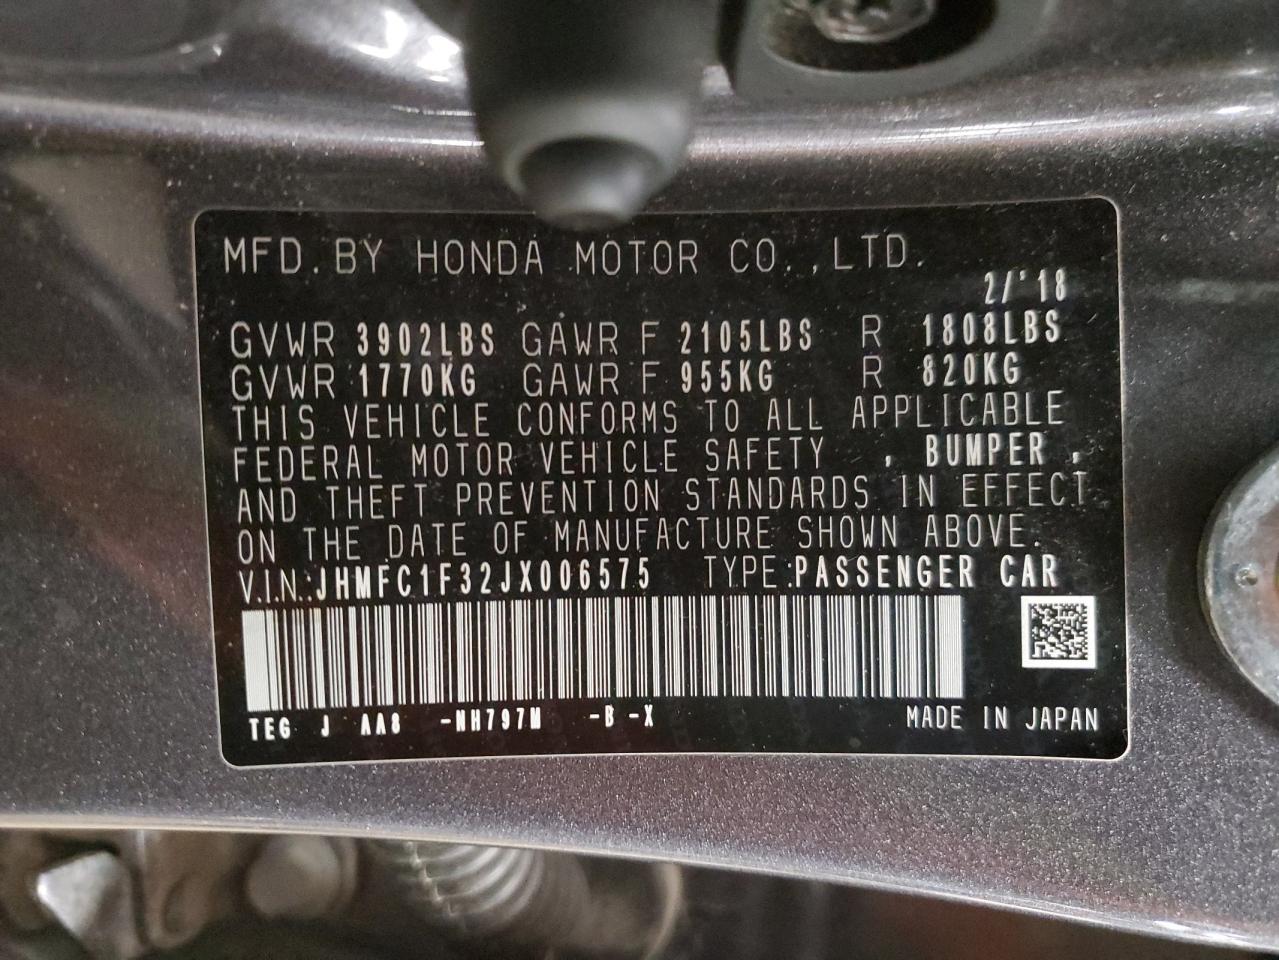 MFD. BY HONDA MOTOR CO., LTD.
2/'18
GVWR 3902LBS GAWR F 2105LBS R 1808LBS
GVWR 1770KG GAWR F 955KG R 820KG
THIS VEHICLE CONFORMS TO ALL APPLICABLE
FEDERAL MOTOR VEHICLE SAFETY , BUMPER ,
AND THEFT PREVENTION STANDARDS IN EFFECT
ON THE DATE OF MANUFACTURE SHOWN ABOVE.
V.I.N.:JHMFC1F32JX006575 TYPE:PASSENGER CAR
TEG J AA8 -NH797M -B -X MADE IN JAPAN